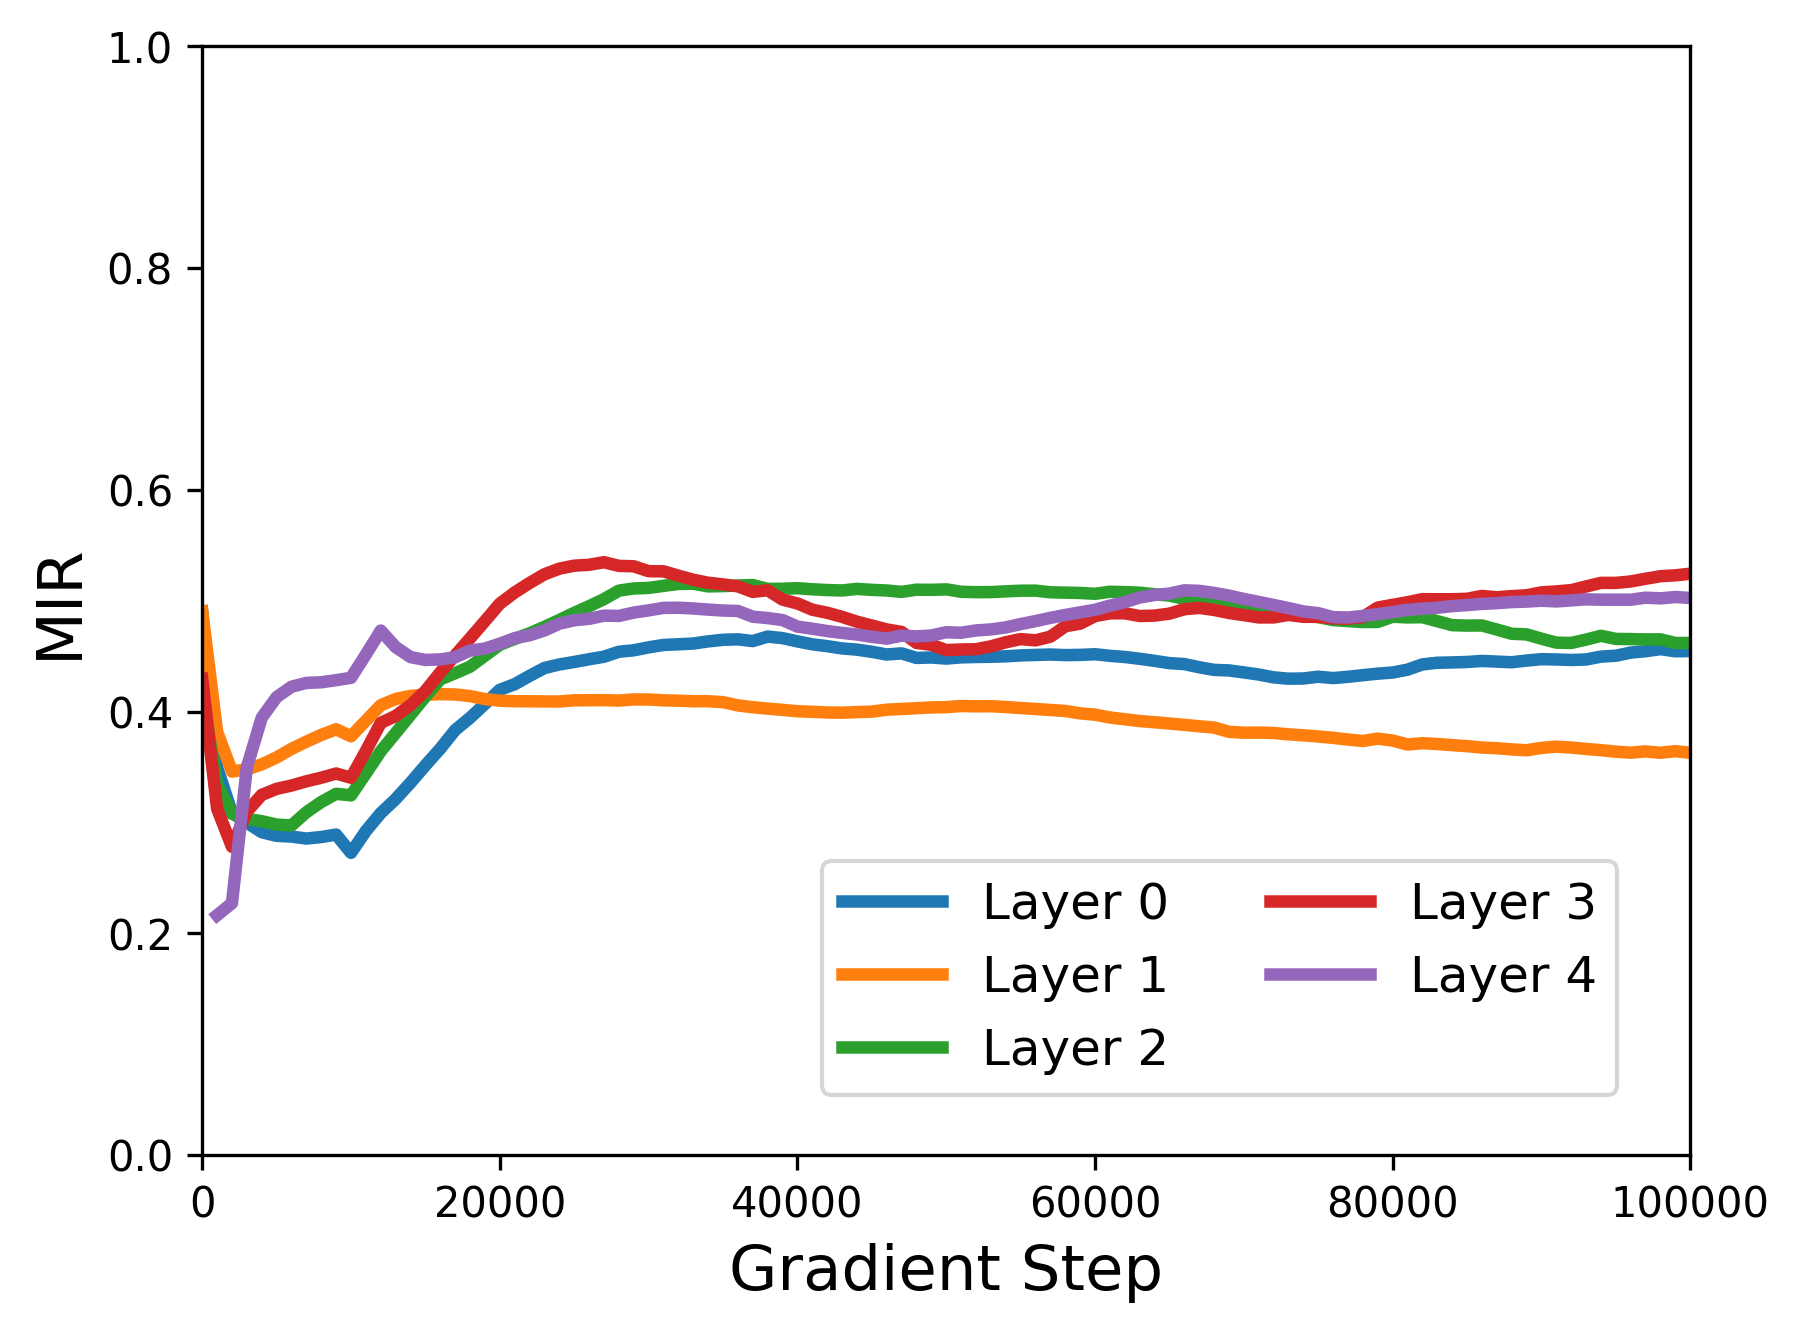 1.0
0.8
0.6
0.4
0.2
0.0
MIR
0 20000 40000 60000 80000 100000
Gradient Step
Layer 0
Layer 1
Layer 2
Layer 3
Layer 4